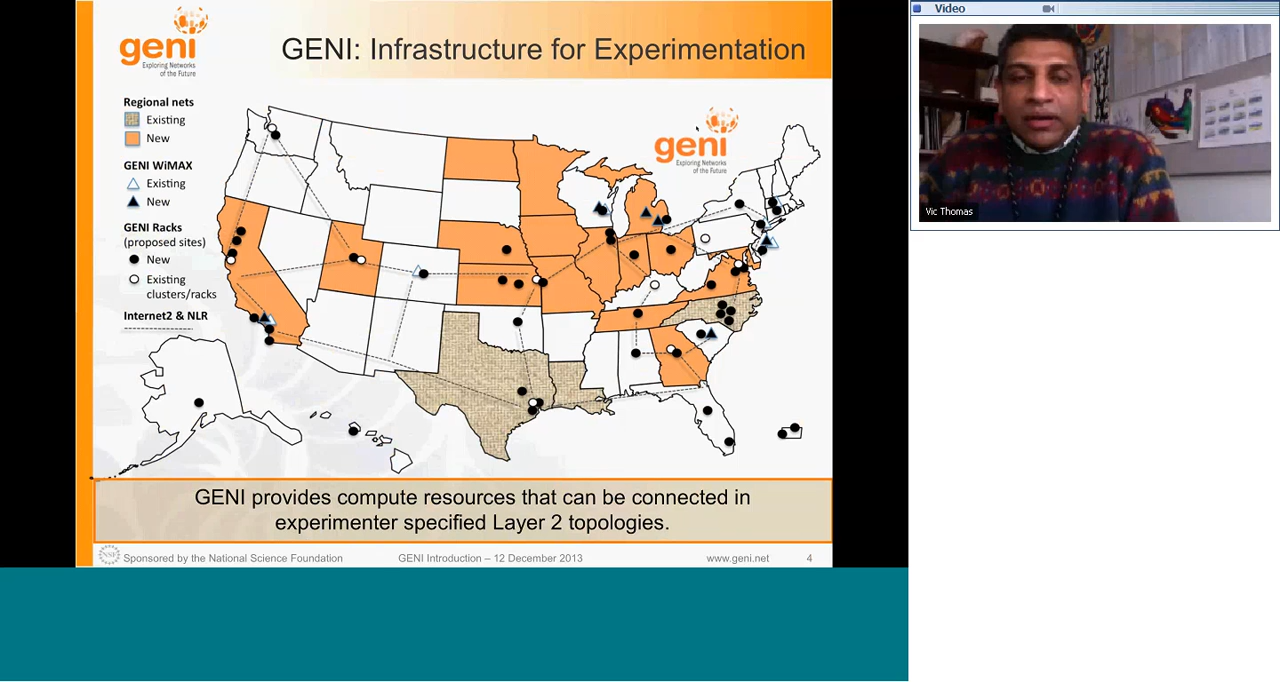 geni
Exploring Networks
of the Future
GENI: Infrastructure for Experimentation
Regional nets
Existing
New
GENI WiMAX
Existing
New
GENI Racks
(proposed sites)
New
Existing
clusters/racks
Internet2 & NLR
geni
Exploring Networks
of the Future
GENI provides compute resources that can be connected in
experimenter specified Layer 2 topologies.
NSF
Sponsored by the National Science Foundation
GENI Introduction – 12 December 2013
www.geni.net
4
Video
Vic Thomas